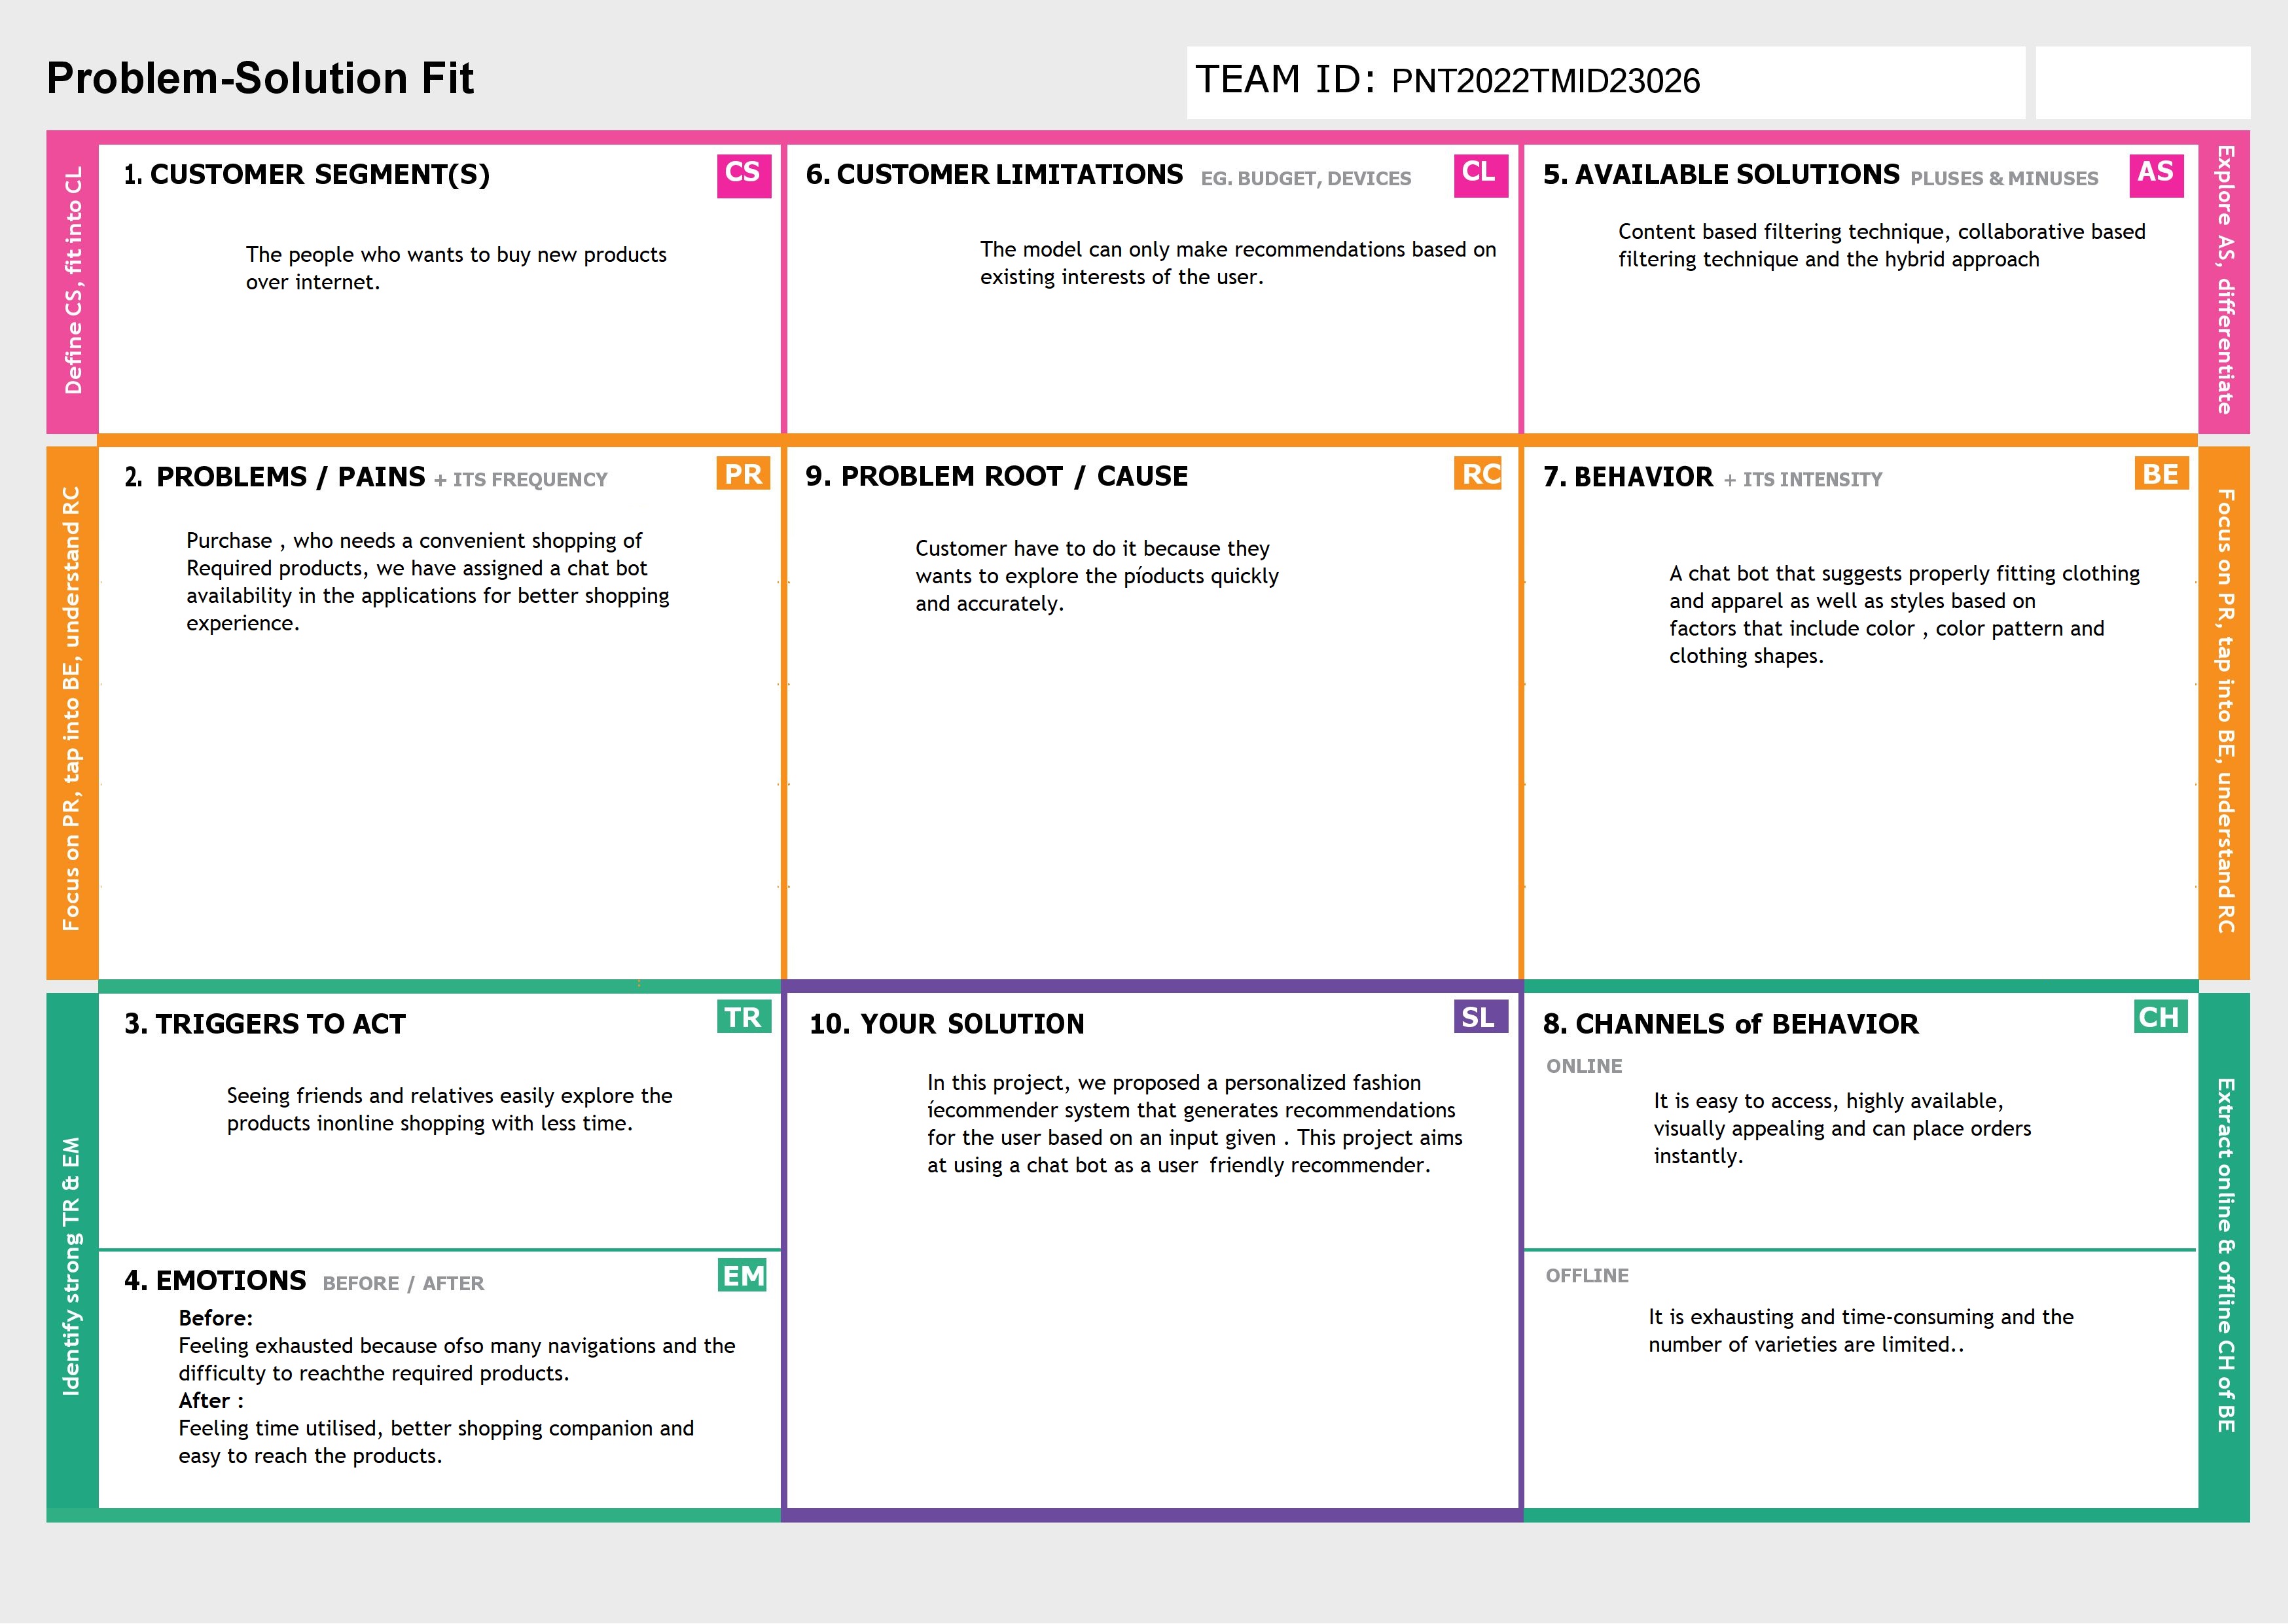 Problem-Solution Fit
TEAM ID: PNT2022TMID23026
Define CS, fit into CL
1. CUSTOMER SEGMENT(S)
CS
The people who wants to buy new products
over internet.
6. CUSTOMER LIMITATIONS EG. BUDGET, DEVICES
CL
The model can only make recommendations based on
existing interests of the user.
5. AVAILABLE SOLUTIONS PLUSES & MINUSES
AS
Content based filtering technique, collaborative based
filtering technique and the hybrid approach
Explore AS, differentiate
Focus on PR, tap into BE, understand RC
2. PROBLEMS / PAINS + ITS FREQUENCY
PR
Purchase , who needs a convenient shopping of
Required products, we have assigned a chat bot
availability in the applications for better shopping
experience.
9. PROBLEM ROOT / CAUSE
RC
Customer have to do it because they
wants to explore the píoducts quickly
and accurately.
7. BEHAVIOR + ITS INTENSITY
BE
A chat bot that suggests properly fitting clothing
and apparel as well as styles based on
factors that include color , color pattern and
clothing shapes.
Focus on PR, tap into BE, understand RC
Identify strong TR & EM
3. TRIGGERS TO ACT
TR
Seeing friends and relatives easily explore the
products inonline shopping with less time.
4. EMOTIONS BEFORE / AFTER
EM
Before:
Feeling exhausted because ofso many navigations and the
difficulty to reachthe required products.
After :
Feeling time utilised, better shopping companion and
easy to reach the products.
10. YOUR SOLUTION
SL
In this project, we proposed a personalized fashion
íecommender system that generates recommendations
for the user based on an input given . This project aims
at using a chat bot as a user friendly recommender.
8. CHANNELS of BEHAVIOR
CH
ONLINE
It is easy to access, highly available,
visually appealing and can place orders
instantly.
OFFLINE
It is exhausting and time-consuming and the
number of varieties are limited..
Extract online & offline CH of BE